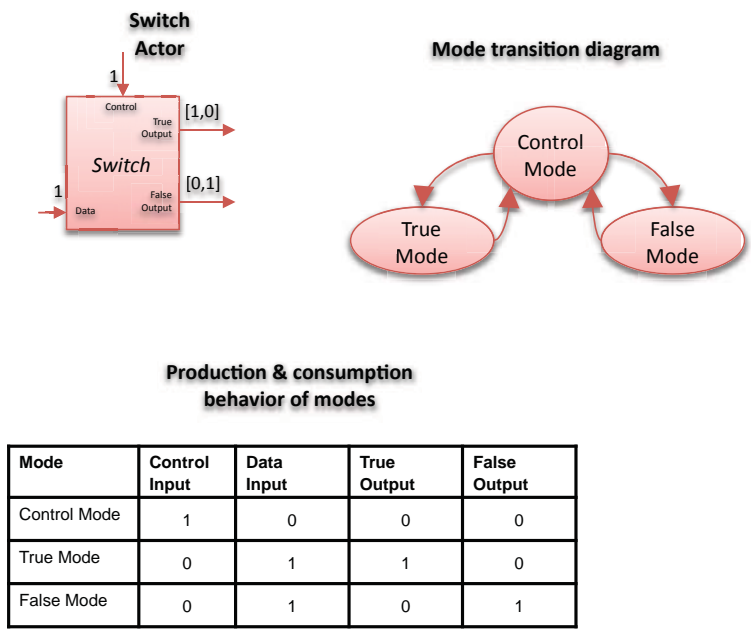 Switch
Actor
1
Control
True
Output
[1,0]
Switch
1
Data
False
Output
[0,1]
Mode transition diagram
Control
Mode
True
Mode
False
Mode
Production & consumption
behavior of modes
Mode Control Data True False
Input Input Output Output
Control Mode 1 0 0 0
True Mode 0 1 1 0
False Mode 0 1 0 1